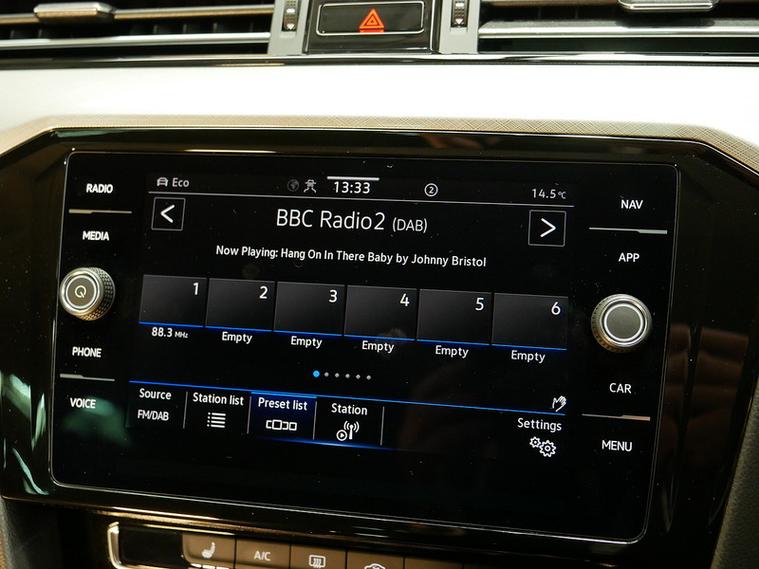 RADIO
MEDIA
PHONE
VOICE
Eco
13:33
2
14.5°C
BBC Radio2 (DAB)
Now Playing: Hang On In There Baby by Johnny Bristol
1 2 3 4 5 6
88.3 MHz Empty Empty Empty Empty Empty
Source
FM/DAB
Station list
Preset list
Station
Settings
NAV
APP
CAR
MENU
A/C